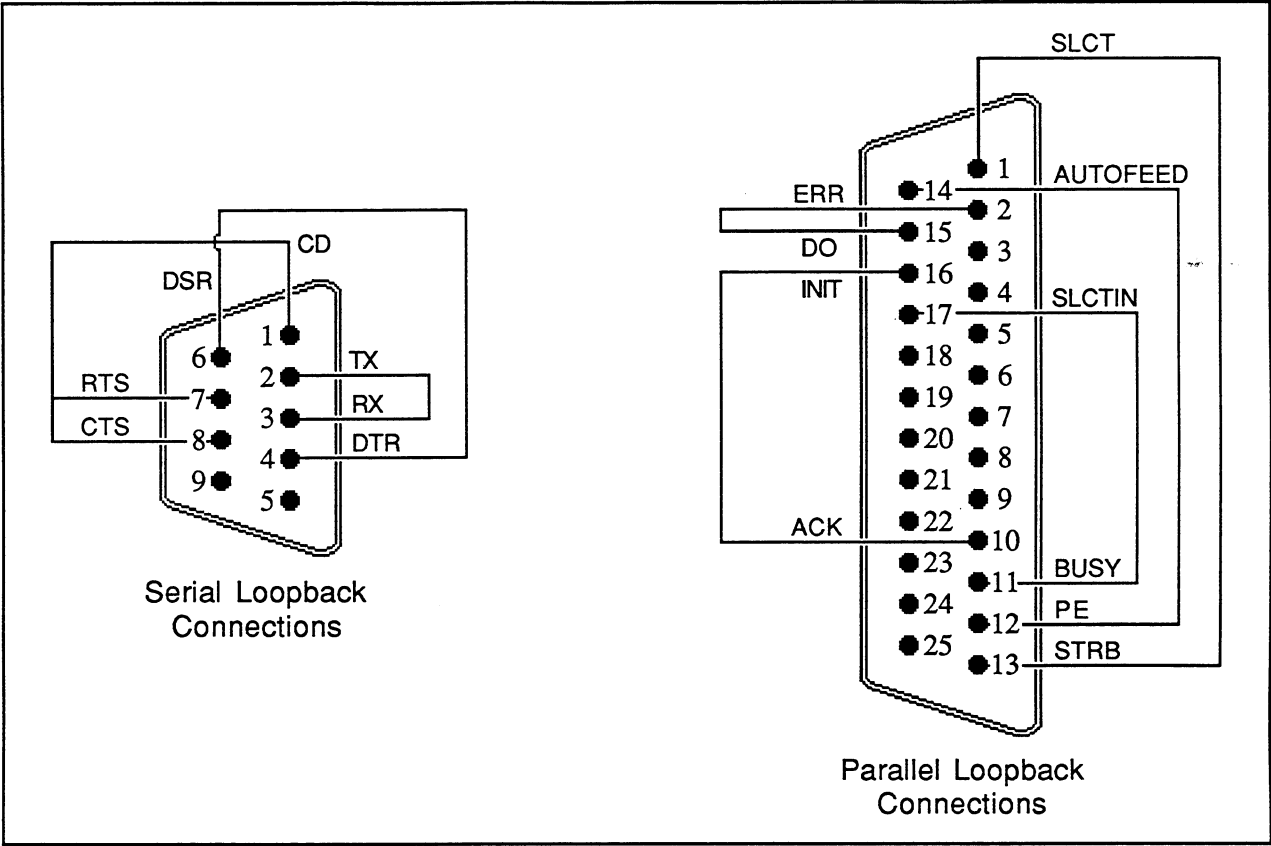 CD
DSR
1
6
2
TX
RTS
7
3
RX
CTS
8
4
DTR
9
5
Serial Loopback
Connections
SLCT
1
14
AUTOFEED
ERR
2
15
DO
3
16
INIT
4
17
SLCTIN
5
18
6
19
7
20
8
21
9
22
ACK
10
23
11
BUSY
24
12
PE
25
13
STRB
Parallel Loopback
Connections